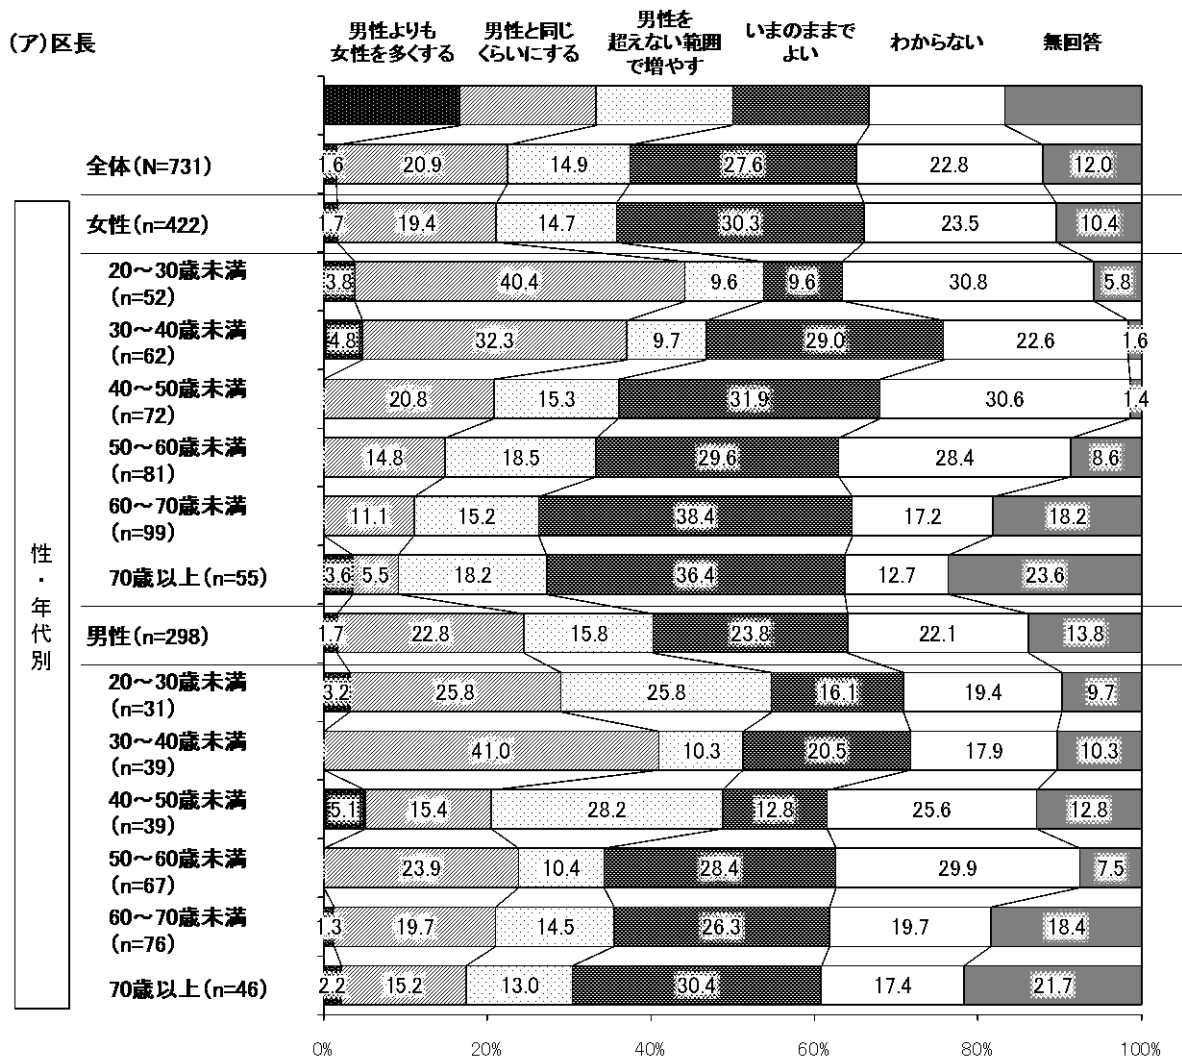 (ア)区長
男性よりも
女性を多くする
男性と同じ
くらいにする
男性を
超えない範囲
で増やす
いまのままで
よい
わからない
無回答
全体(N=731)
1.6 20.9 14.9 27.6 22.8 12.0
女性(n=422)
1.7 19.4 14.7 30.3 23.5 10.4
20～30歳未満
(n=52)
3.8 40.4 9.6 9.6 30.8 5.8
30～40歳未満
(n=62)
4.8 32.3 9.7 29.0 22.6 1.6
40～50歳未満
(n=72)
20.8 15.3 31.9 30.6 1.4
50～60歳未満
(n=81)
14.8 18.5 29.6 28.4 8.6
60～70歳未満
(n=99)
11.1 15.2 38.4 17.2 18.2
70歳以上(n=55)
3.6 5.5 18.2 36.4 12.7 23.6
男性(n=298)
1.7 22.8 15.8 23.8 22.1 13.8
20～30歳未満
(n=31)
3.2 25.8 25.8 16.1 19.4 9.7
30～40歳未満
(n=39)
41.0 10.3 20.5 17.9 10.3
40～50歳未満
(n=39)
5.1 15.4 28.2 12.8 25.6 12.8
50～60歳未満
(n=67)
23.9 10.4 28.4 29.9 7.5
60～70歳未満
(n=76)
1.3 19.7 14.5 26.3 19.7 18.4
70歳以上(n=46)
2.2 15.2 13.0 30.4 17.4 21.7
性・年代別
0% 20% 40% 60% 80% 100%